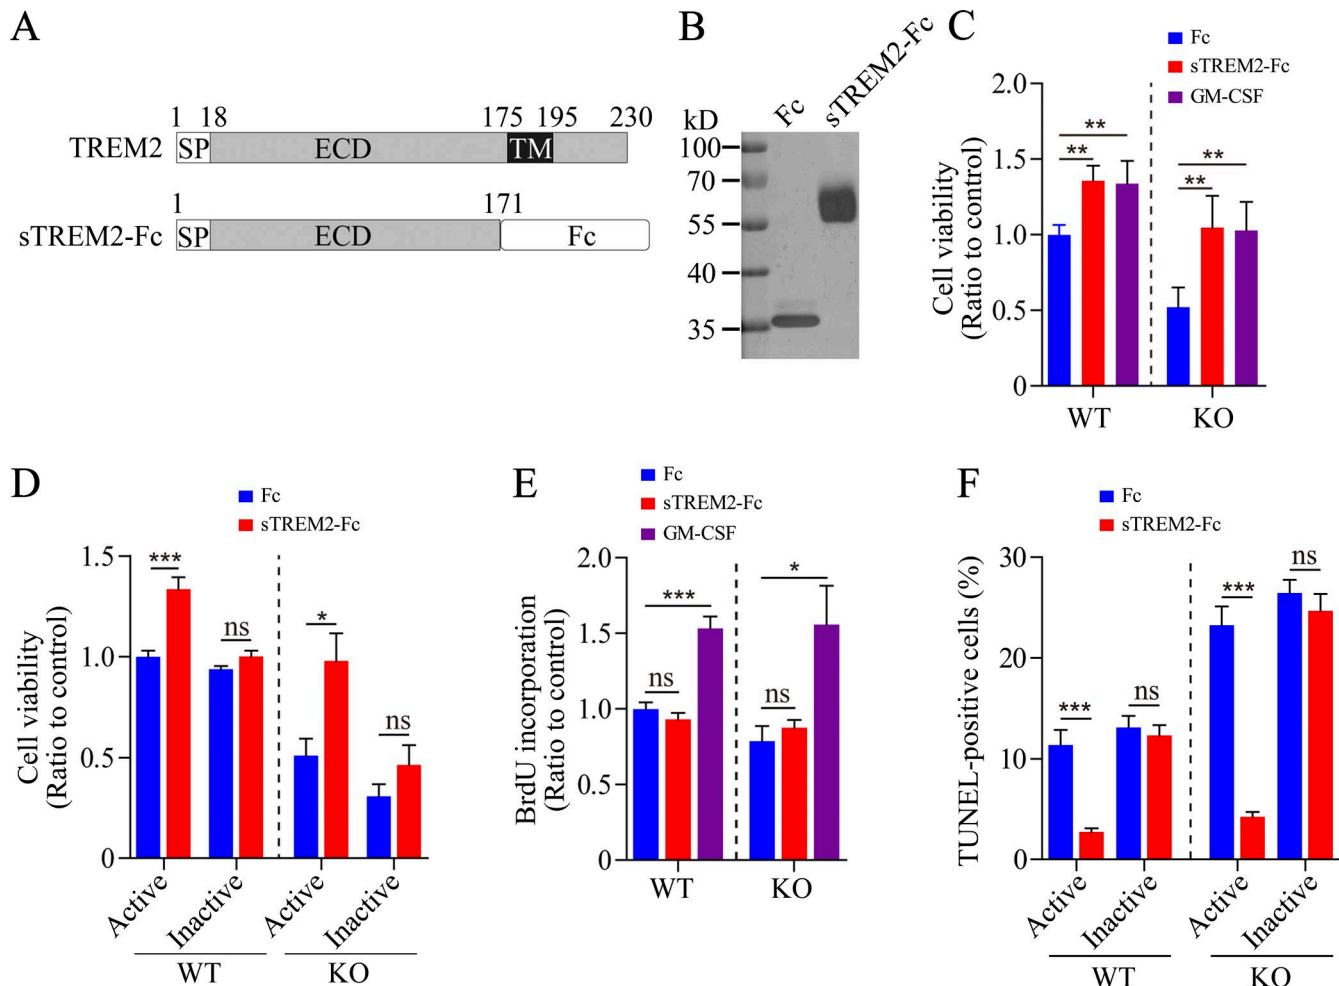 A
1 18 175 195 230
TREM2 SP ECD TM
1 171
sTREM2-Fc SP ECD Fc
B
kD Fc sTREM2-Fc
100
70
55
40
35
C
Fc
sTREM2-Fc
GM-CSF
Cell viability
(Ratio to control)
2.0
1.5
1.0
0.5
0
** **
** **
WT KO
D
Fc
sTREM2-Fc
Cell viability
(Ratio to control)
1.5
1.0
0.5
0
*** ns * ns
Active Inactive Active Inactive
WT KO
E
Fc
sTREM2-Fc
GM-CSF
BrdU incorporation
(Ratio to control)
2.0
1.5
1.0
0.5
0
*** *
ns ns
WT KO
F
Fc
sTREM2-Fc
TUNEL-positive cells (%)
30
20
10
0
*** ns *** ns
Active Inactive Active Inactive
WT KO